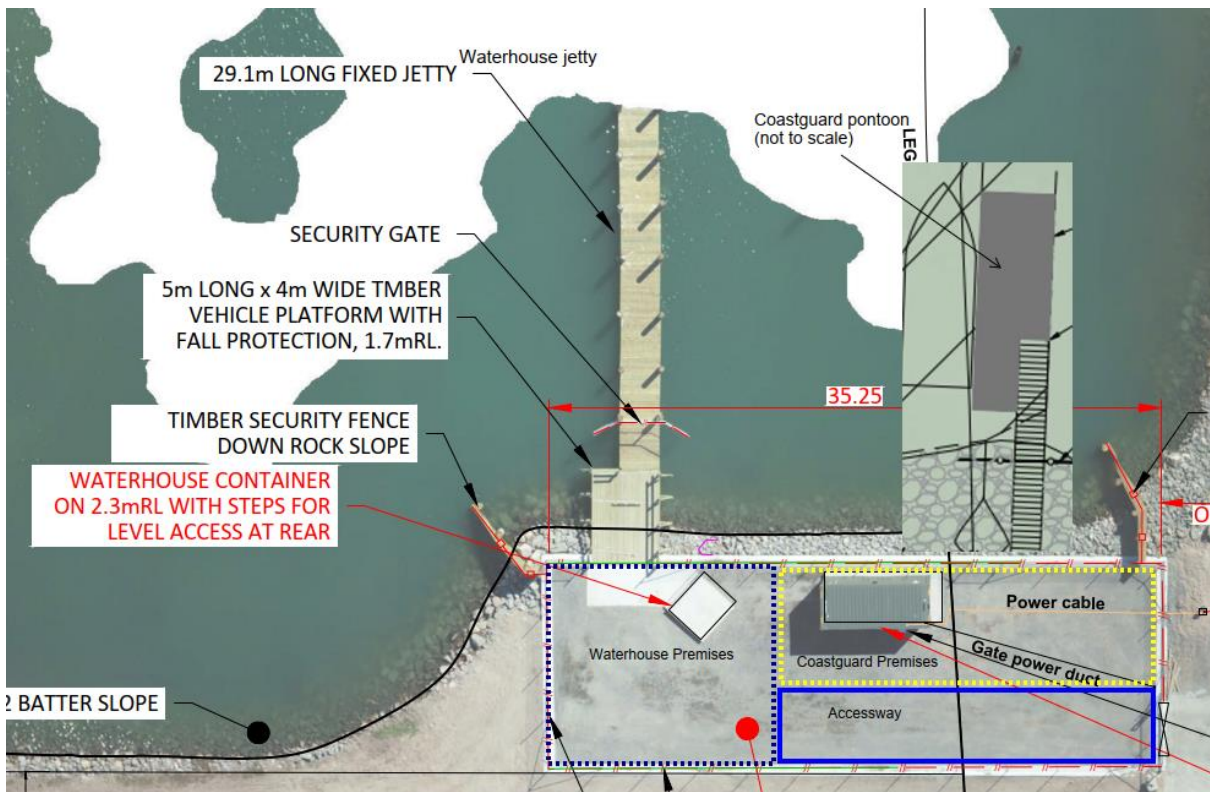 29.1m LONG FIXED JETTY
Waterhouse jetty
Coastguard pontoon
(not to scale)
LEG
SECURITY GATE
5m LONG x 4m WIDE TMBER
VEHICLE PLATFORM WITH
FALL PROTECTION, 1.7mRL.
35.25
TIMBER SECURITY FENCE
DOWN ROCK SLOPE
WATERHOUSE CONTAINER
ON 2.3mRL WITH STEPS FOR
LEVEL ACCESS AT REAR
O
Power cable
Waterhouse Premises
Coastguard Premises
Gate power duct
2 BATTER SLOPE
Accessway